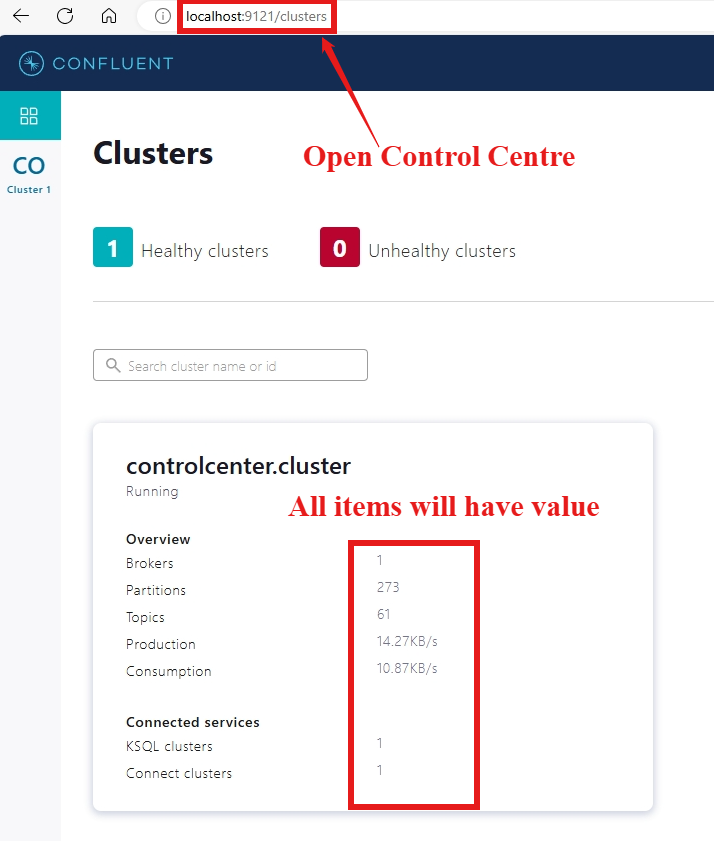 localhost:9121/clusters
CONFLUENT
Open Control Centre
Clusters
CO
Cluster 1
1 Healthy clusters 0 Unhealthy clusters
Search cluster name or id
controlcenter.cluster
Running
All items will have value
Overview
Brokers 1
Partitions 273
Topics 61
Production 14.27KB/s
Consumption 10.87KB/s
Connected services
KSQL clusters 1
Connect clusters 1